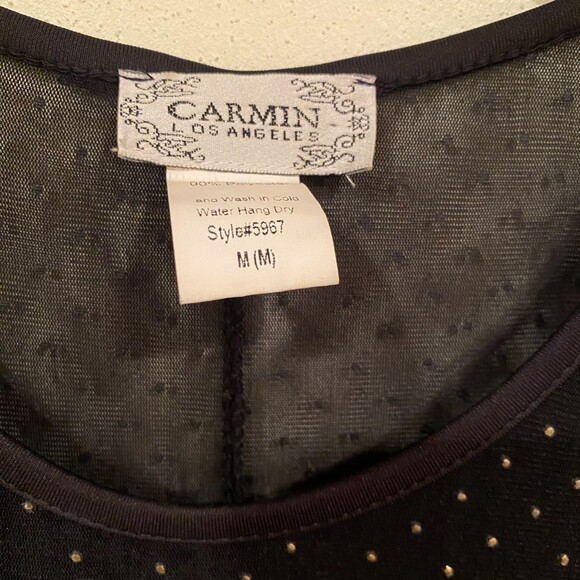 CARMIN
LOS ANGELES
and Wash in Cold
Water Hang Dry
Style#5967
M (M)